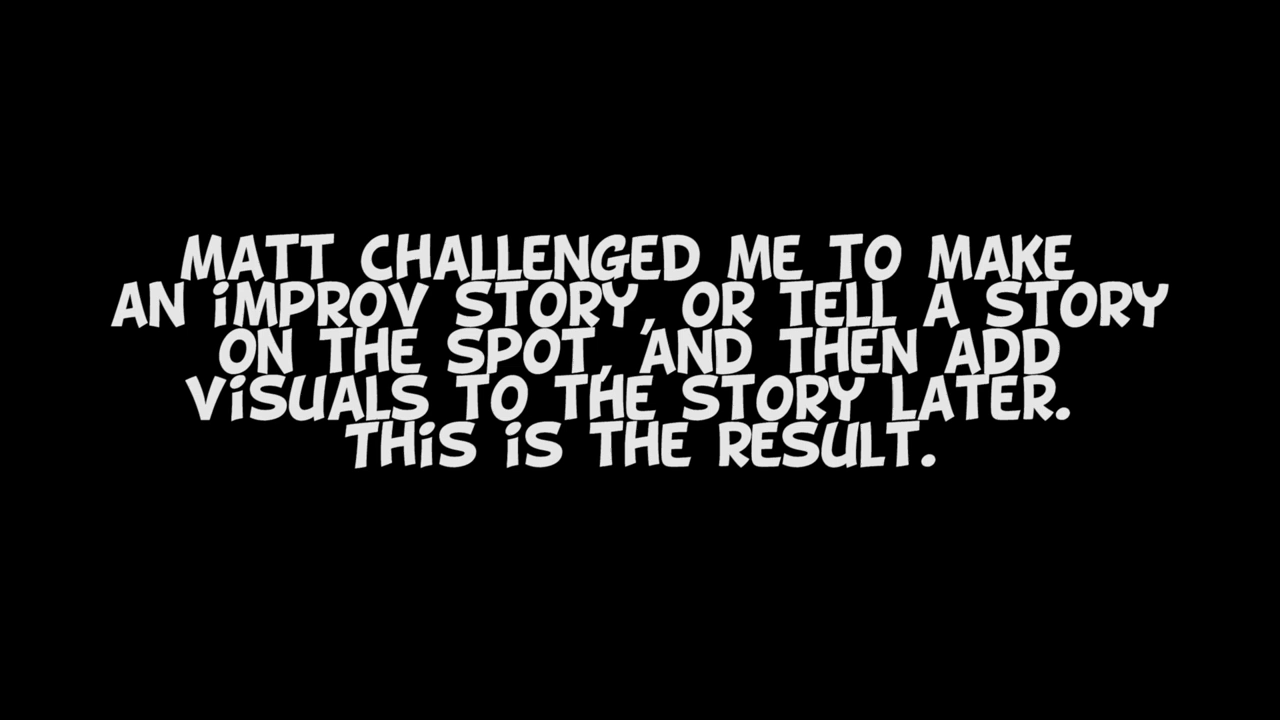 MATT CHALLENGED ME TO MAKE
AN iMPROV STORY, OR TELL A STORY
ON THE SPOT, AND THEN ADD
ViSUALS TO THE STORY LATER.
THiS iS THE RESULT.